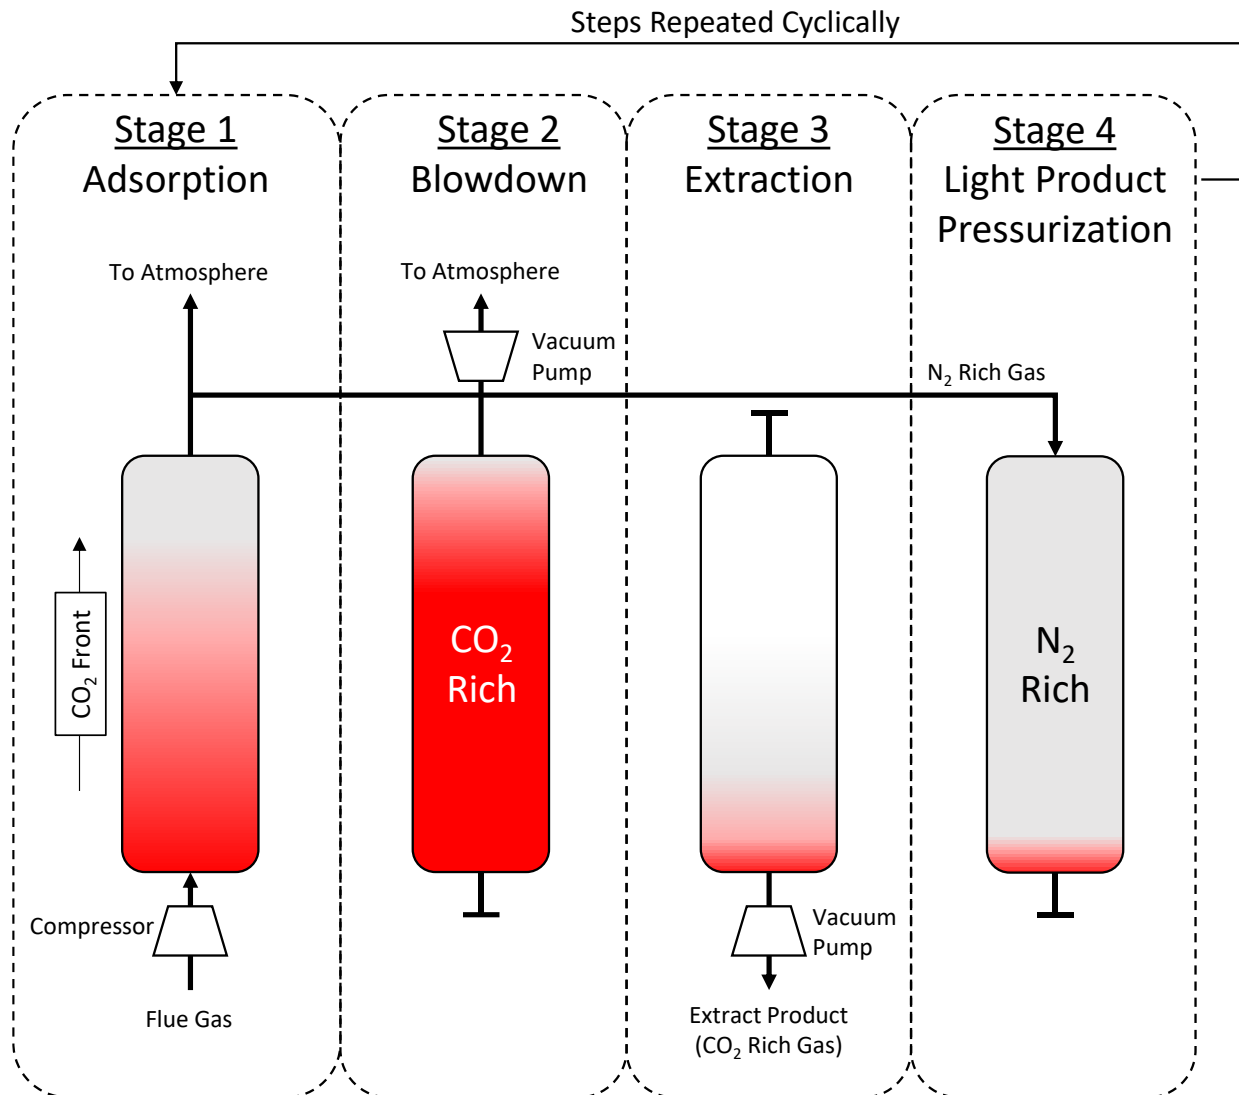 Steps Repeated Cyclically
Stage 1
Adsorption
Stage 2
Blowdown
Stage 3
Extraction
Stage 4
Light Product
Pressurization
To Atmosphere
To Atmosphere
Vacuum
Pump
N₂ Rich Gas
CO₂ Front
CO₂
Rich
N₂
Rich
Compressor
Vacuum
Pump
Flue Gas
Extract Product
(CO₂ Rich Gas)